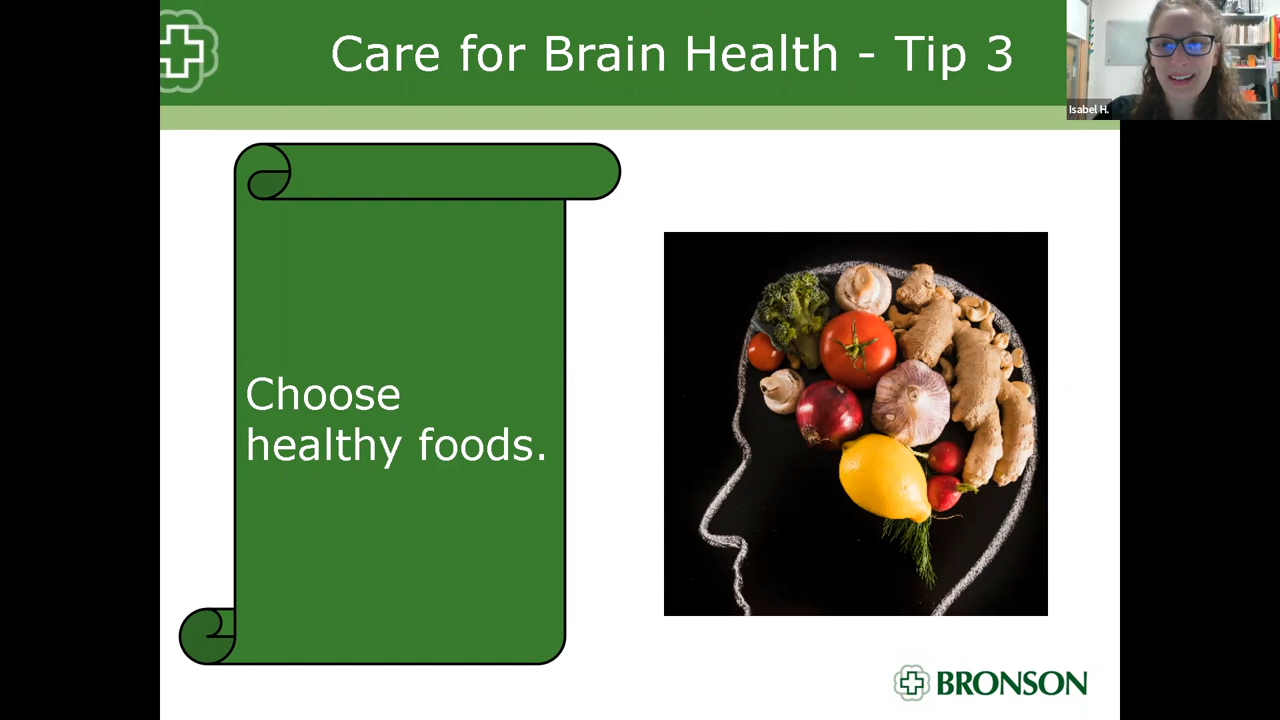 Care for Brain Health - Tip 3
Isabel H.
Choose
healthy foods.
BRONSON